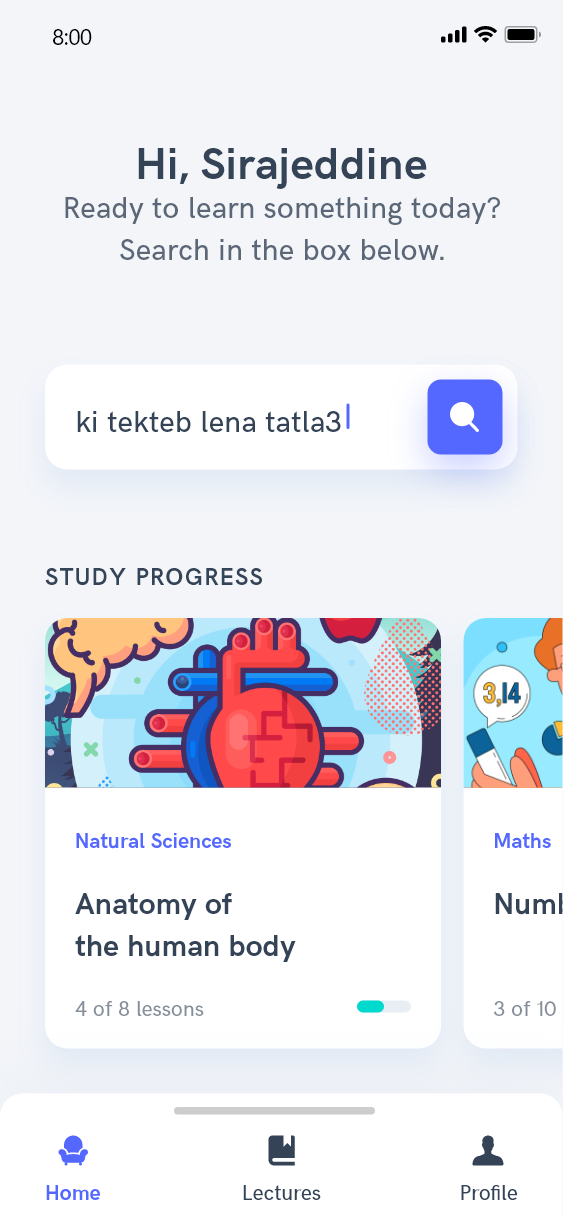 8:00
Hi, Sirajeddine
Ready to learn something today?
Search in the box below.
ki tekteb lena tatla3
STUDY PROGRESS
3,14
Natural Sciences
Anatomy of
the human body
4 of 8 lessons
Maths
3 of 10
Home
Lectures
Profile